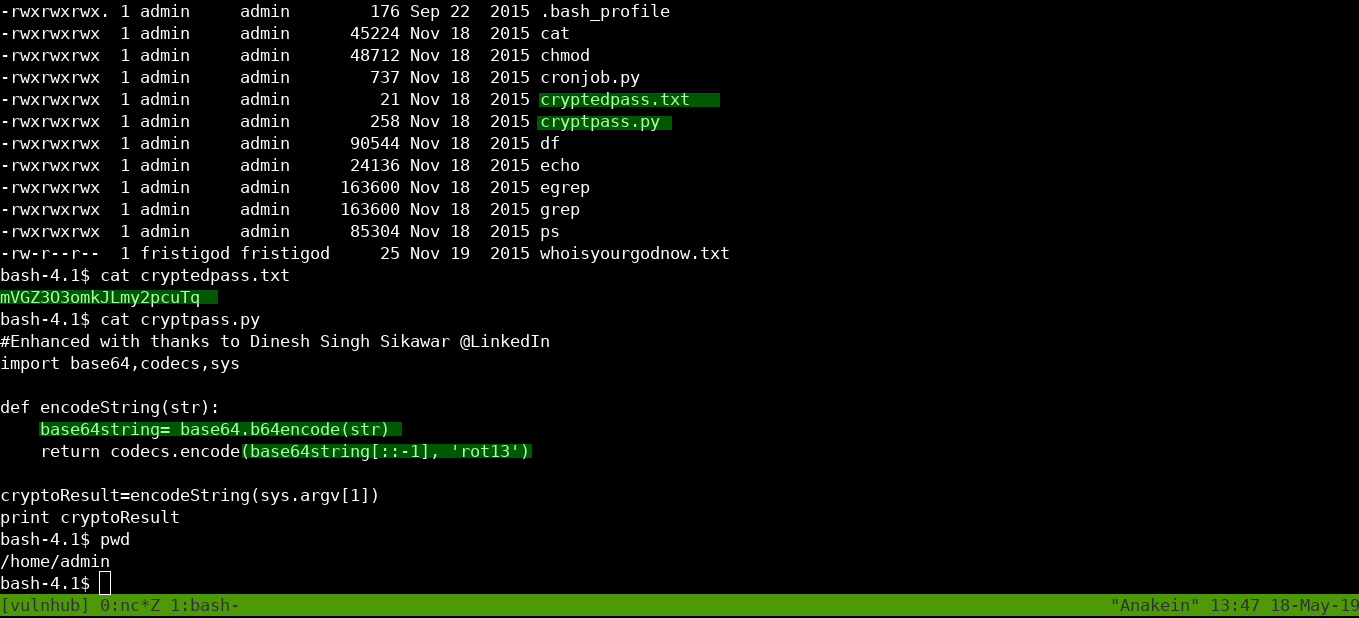 -rwxrwxrwx. 1 admin     admin        176 Sep 22  2015 .bash_profile
-rwxrwxrwx  1 admin     admin      45224 Nov 18  2015 cat
-rwxrwxrwx  1 admin     admin      48712 Nov 18  2015 chmod
-rwxrwxrwx  1 admin     admin        737 Nov 18  2015 cronjob.py
-rwxrwxrwx  1 admin     admin         21 Nov 18  2015 cryptedpass.txt
-rwxrwxrwx  1 admin     admin        258 Nov 18  2015 cryptpass.py
-rwxrwxrwx  1 admin     admin      90544 Nov 18  2015 df
-rwxrwxrwx  1 admin     admin      24136 Nov 18  2015 echo
-rwxrwxrwx  1 admin     admin     163600 Nov 18  2015 egrep
-rwxrwxrwx  1 admin     admin     163600 Nov 18  2015 grep
-rwxrwxrwx  1 admin     admin      85304 Nov 18  2015 ps
-rw-r--r--  1 fristigod fristigod     25 Nov 19  2015 whoisyourgodnow.txt
bash-4.1$ cat cryptedpass.txt
mVGZ3O3omkJLmy2pcuTq
bash-4.1$ cat cryptpass.py
#Enhanced with thanks to Dinesh Singh Sikawar @LinkedIn
import base64,codecs,sys
def encodeString(str):
    base64string= base64.b64encode(str)
    return codecs.encode(base64string[::-1], 'rot13')
cryptoResult=encodeString(sys.argv[1])
print cryptoResult
bash-4.1$ pwd
/home/admin
bash-4.1$
[vulnhub] 0:nc*Z 1:bash- "Anakein" 13:47 18-May-19